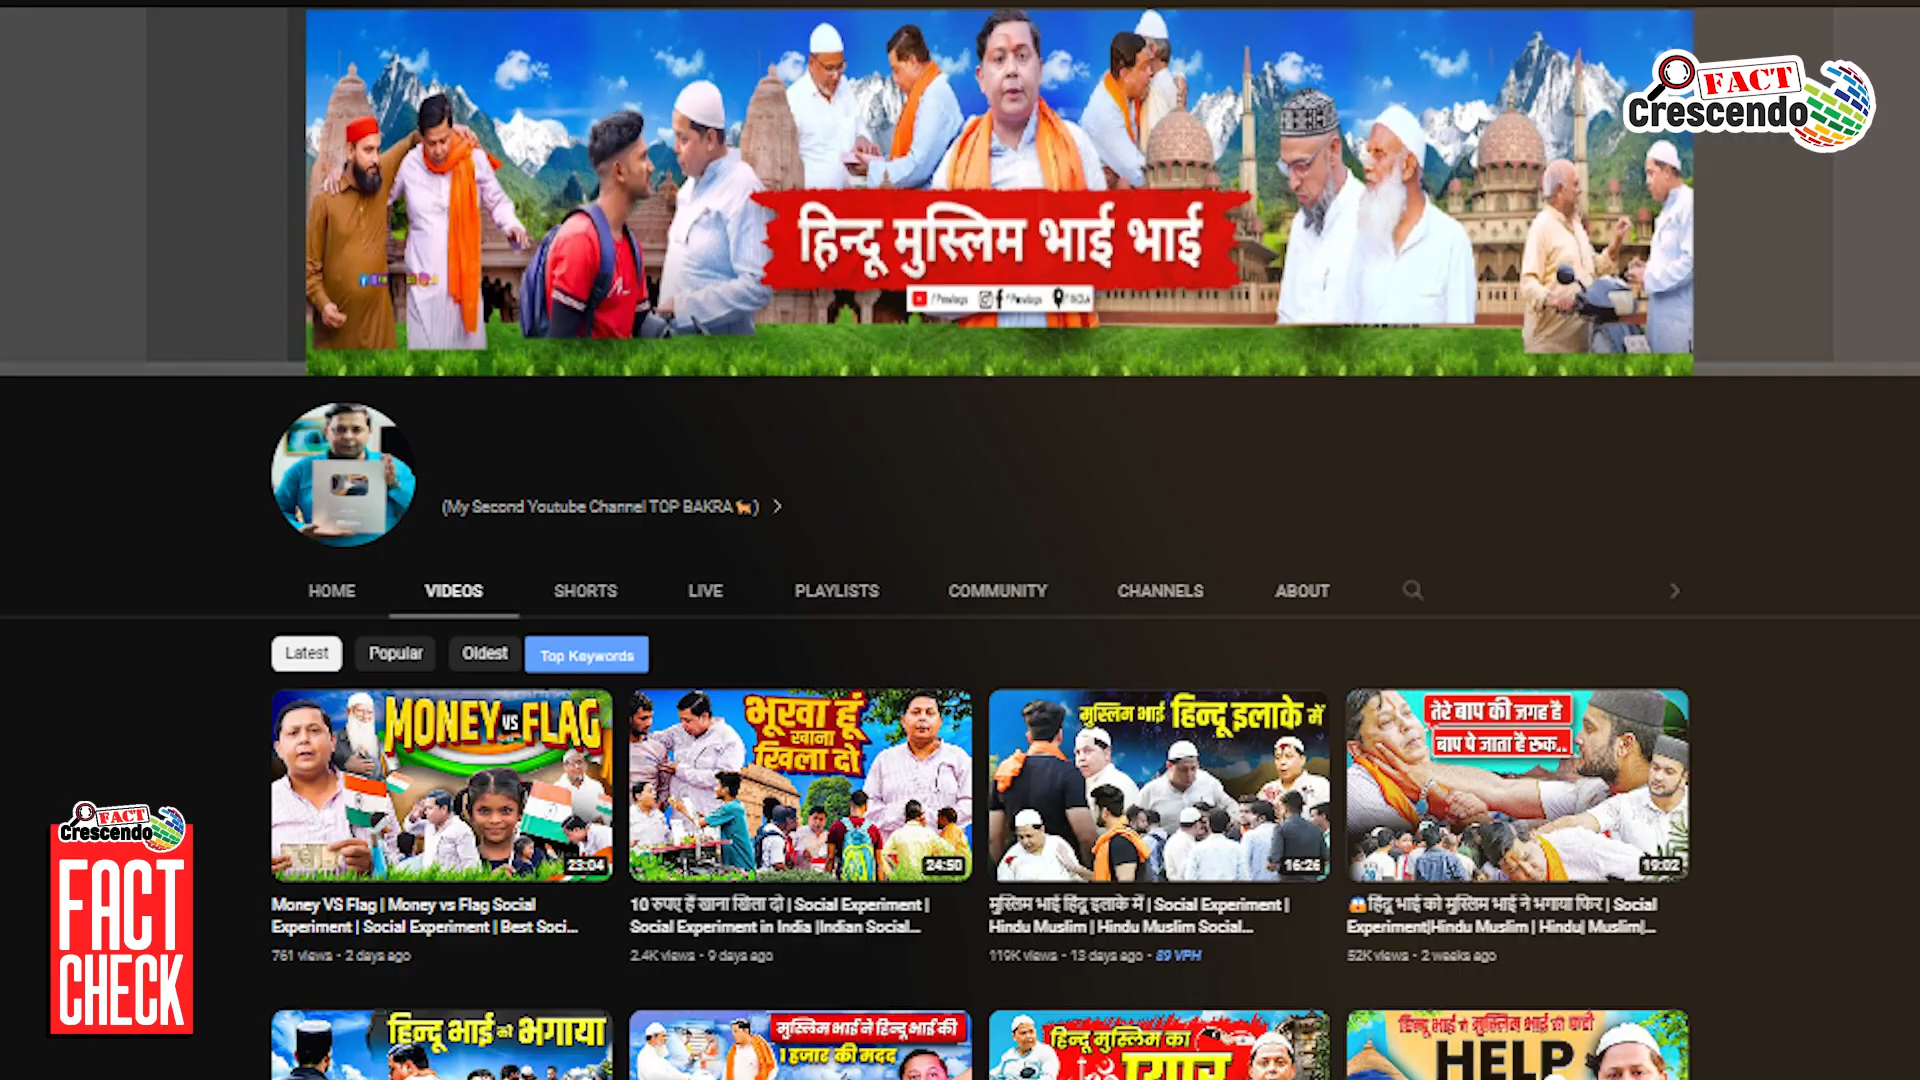 FACT
Crescendo
हिन्दू मुस्लिम भाई भाई
(My Second Youtube Channel TOP BAKRA🐐)
HOME VIDEOS SHORTS LIVE PLAYLISTS COMMUNITY CHANNELS ABOUT
Latest Popular Oldest Top Keywords
MONEY VS FLAG
23:04
भूखा हूं
खाना
खिला दो
24:50
मुस्लिम भाई हिन्दू इलाके में
16:26
तेरे बाप की जगह है
बाप पे जाता है रुक..
19:02
Money VS Flag | Money vs Flag Social
Experiment | Social Experiment | Best Soci...
761 views • 2 days ago
10 रुपए हैं खाना खिला दो | Social Experiment |
Social Experiment in India |Indian Social...
2.4K views • 9 days ago
मुस्लिम भाई हिंदू इलाके में | Social Experiment |
Hindu Muslim | Hindu Muslim Social...
119K views • 13 days ago • 89 VPH
😱हिंदू भाई को मुस्लिम भाई ने भगाया फिर | Social
Experiment|Hindu Muslim | Hindu| Muslim|...
52K views • 2 weeks ago
FACT
Crescendo
FACT
CHECK
हिन्दू भाई को भगाया
मुस्लिम भाई ने हिन्दू भाई की
1 हजार की मदद
हिन्दू मुस्लिम का
प्यार
हिन्दू भाई ने मुस्लिम भाई की करी
HELP